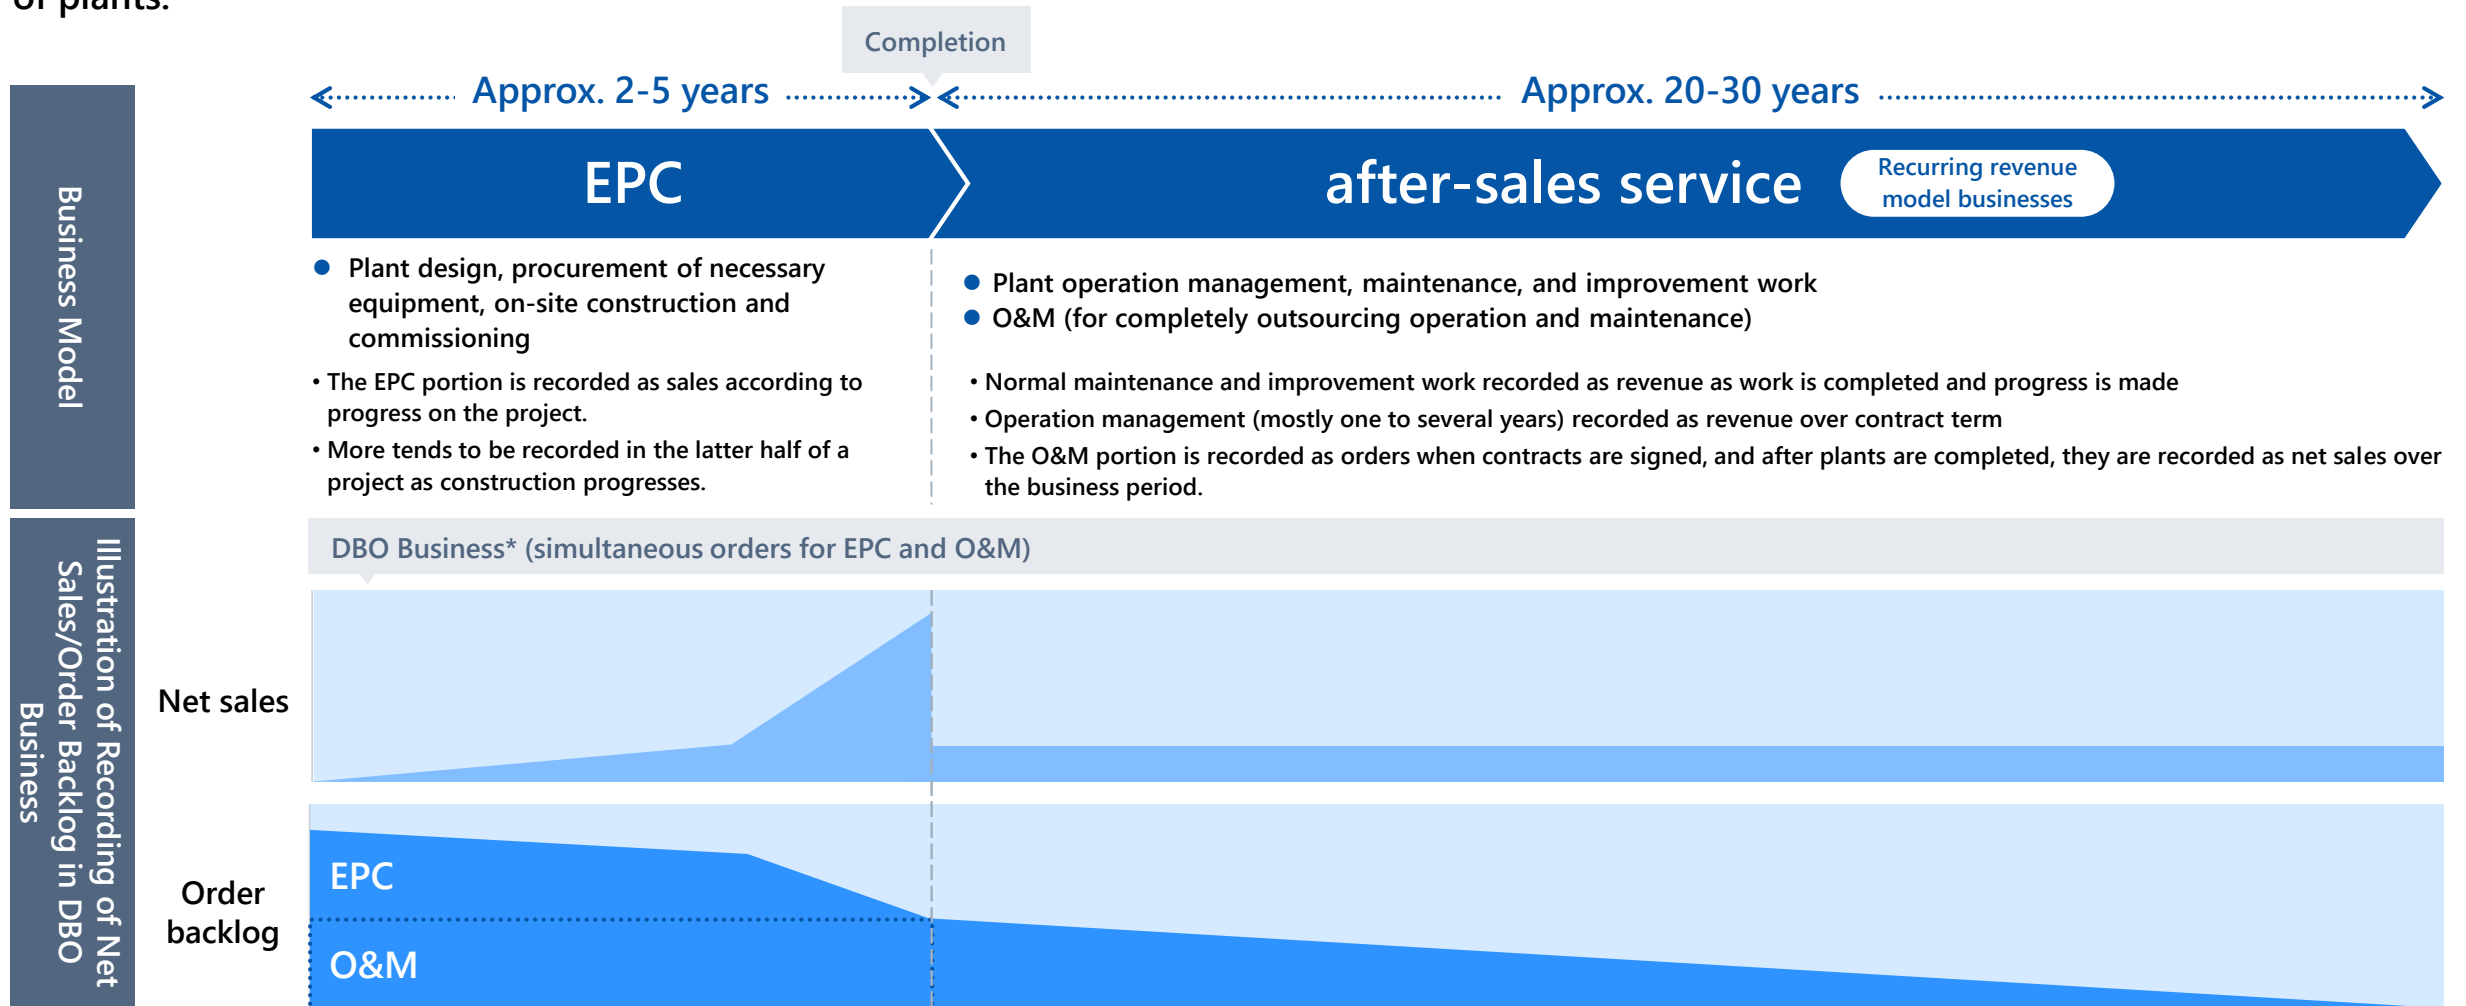 of plants.
Completion
Approx. 2-5 years
Approx. 20-30 years
Business Model
EPC
after-sales service
Recurring revenue
model businesses
● Plant design, procurement of necessary
equipment, on-site construction and
commissioning
• The EPC portion is recorded as sales according to
progress on the project.
• More tends to be recorded in the latter half of a
project as construction progresses.
● Plant operation management, maintenance, and improvement work
● O&M (for completely outsourcing operation and maintenance)
• Normal maintenance and improvement work recorded as revenue as work is completed and progress is made
• Operation management (mostly one to several years) recorded as revenue over contract term
• The O&M portion is recorded as orders when contracts are signed, and after plants are completed, they are recorded as net sales over
the business period.
Illustration of Recording of Net
Sales/Order Backlog in DBO
Business
DBO Business* (simultaneous orders for EPC and O&M)
Net sales
Order
backlog
EPC
O&M